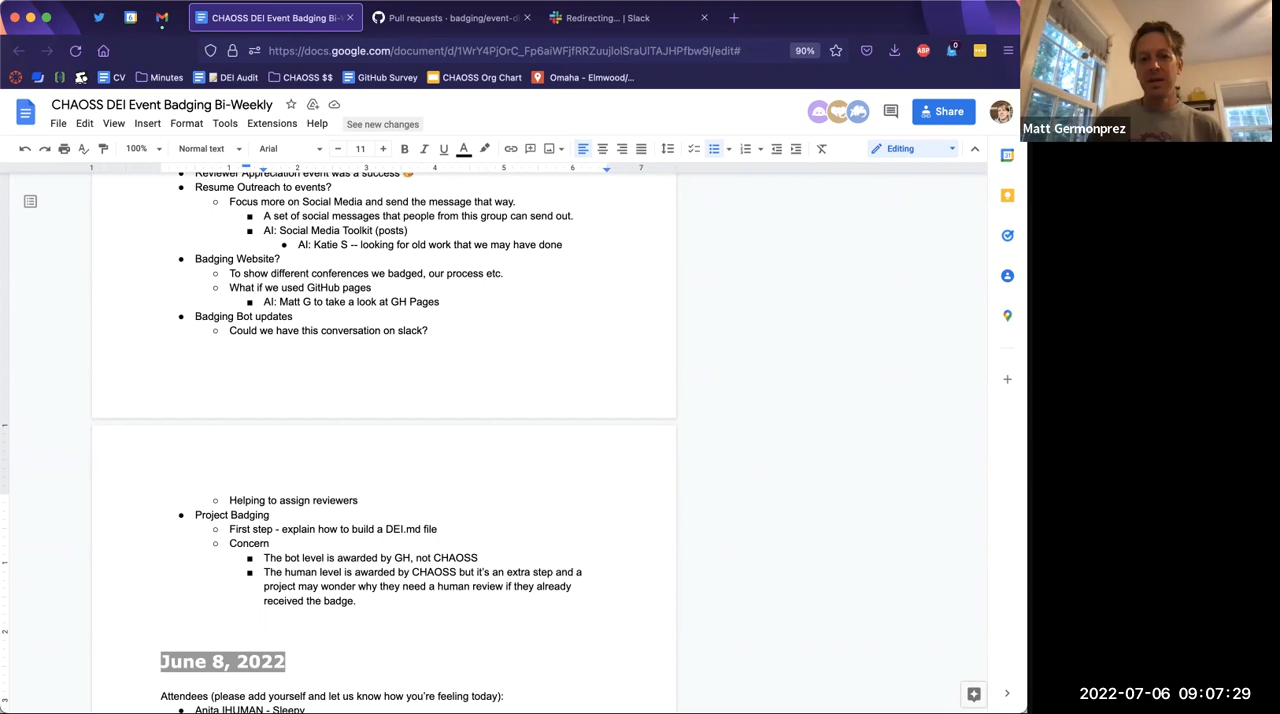 CHAOSS DEI Event Badging Bi-W
Pull requests · badging/event-di
Redirecting... | Slack
https://docs.google.com/document/d/1WrY4PjOrC_Fp6aiWFjfRRZuujlolSraUlTAJHPfbw9I/edit#
90%
CV
Minutes
DEI Audit
CHAOSS $$
GitHub Survey
CHAOSS Org Chart
Omaha - Elmwood/...
Matt Germonprez
CHAOSS DEI Event Badging Bi-Weekly
Share
File Edit View Insert Format Tools Extensions Help See new changes
100% Normal text Arial 11 Editing
Reviewer Appreciation event was a success
Resume Outreach to events?
Focus more on Social Media and send the message that way.
A set of social messages that people from this group can send out.
AI: Social Media Toolkit (posts)
AI: Katie S -- looking for old work that we may have done
Badging Website?
To show different conferences we badged, our process etc.
What if we used GitHub pages
AI: Matt G to take a look at GH Pages
Badging Bot updates
Could we have this conversation on slack?
Helping to assign reviewers
Project Badging
First step - explain how to build a DEI.md file
Concern
The bot level is awarded by GH, not CHAOSS
The human level is awarded by CHAOSS but it's an extra step and a
project may wonder why they need a human review if they already
received the badge.
June 8, 2022
Attendees (please add yourself and let us know how you're feeling today):
Anita IHUMAN - Sleepy
2022-07-06 09:07:29